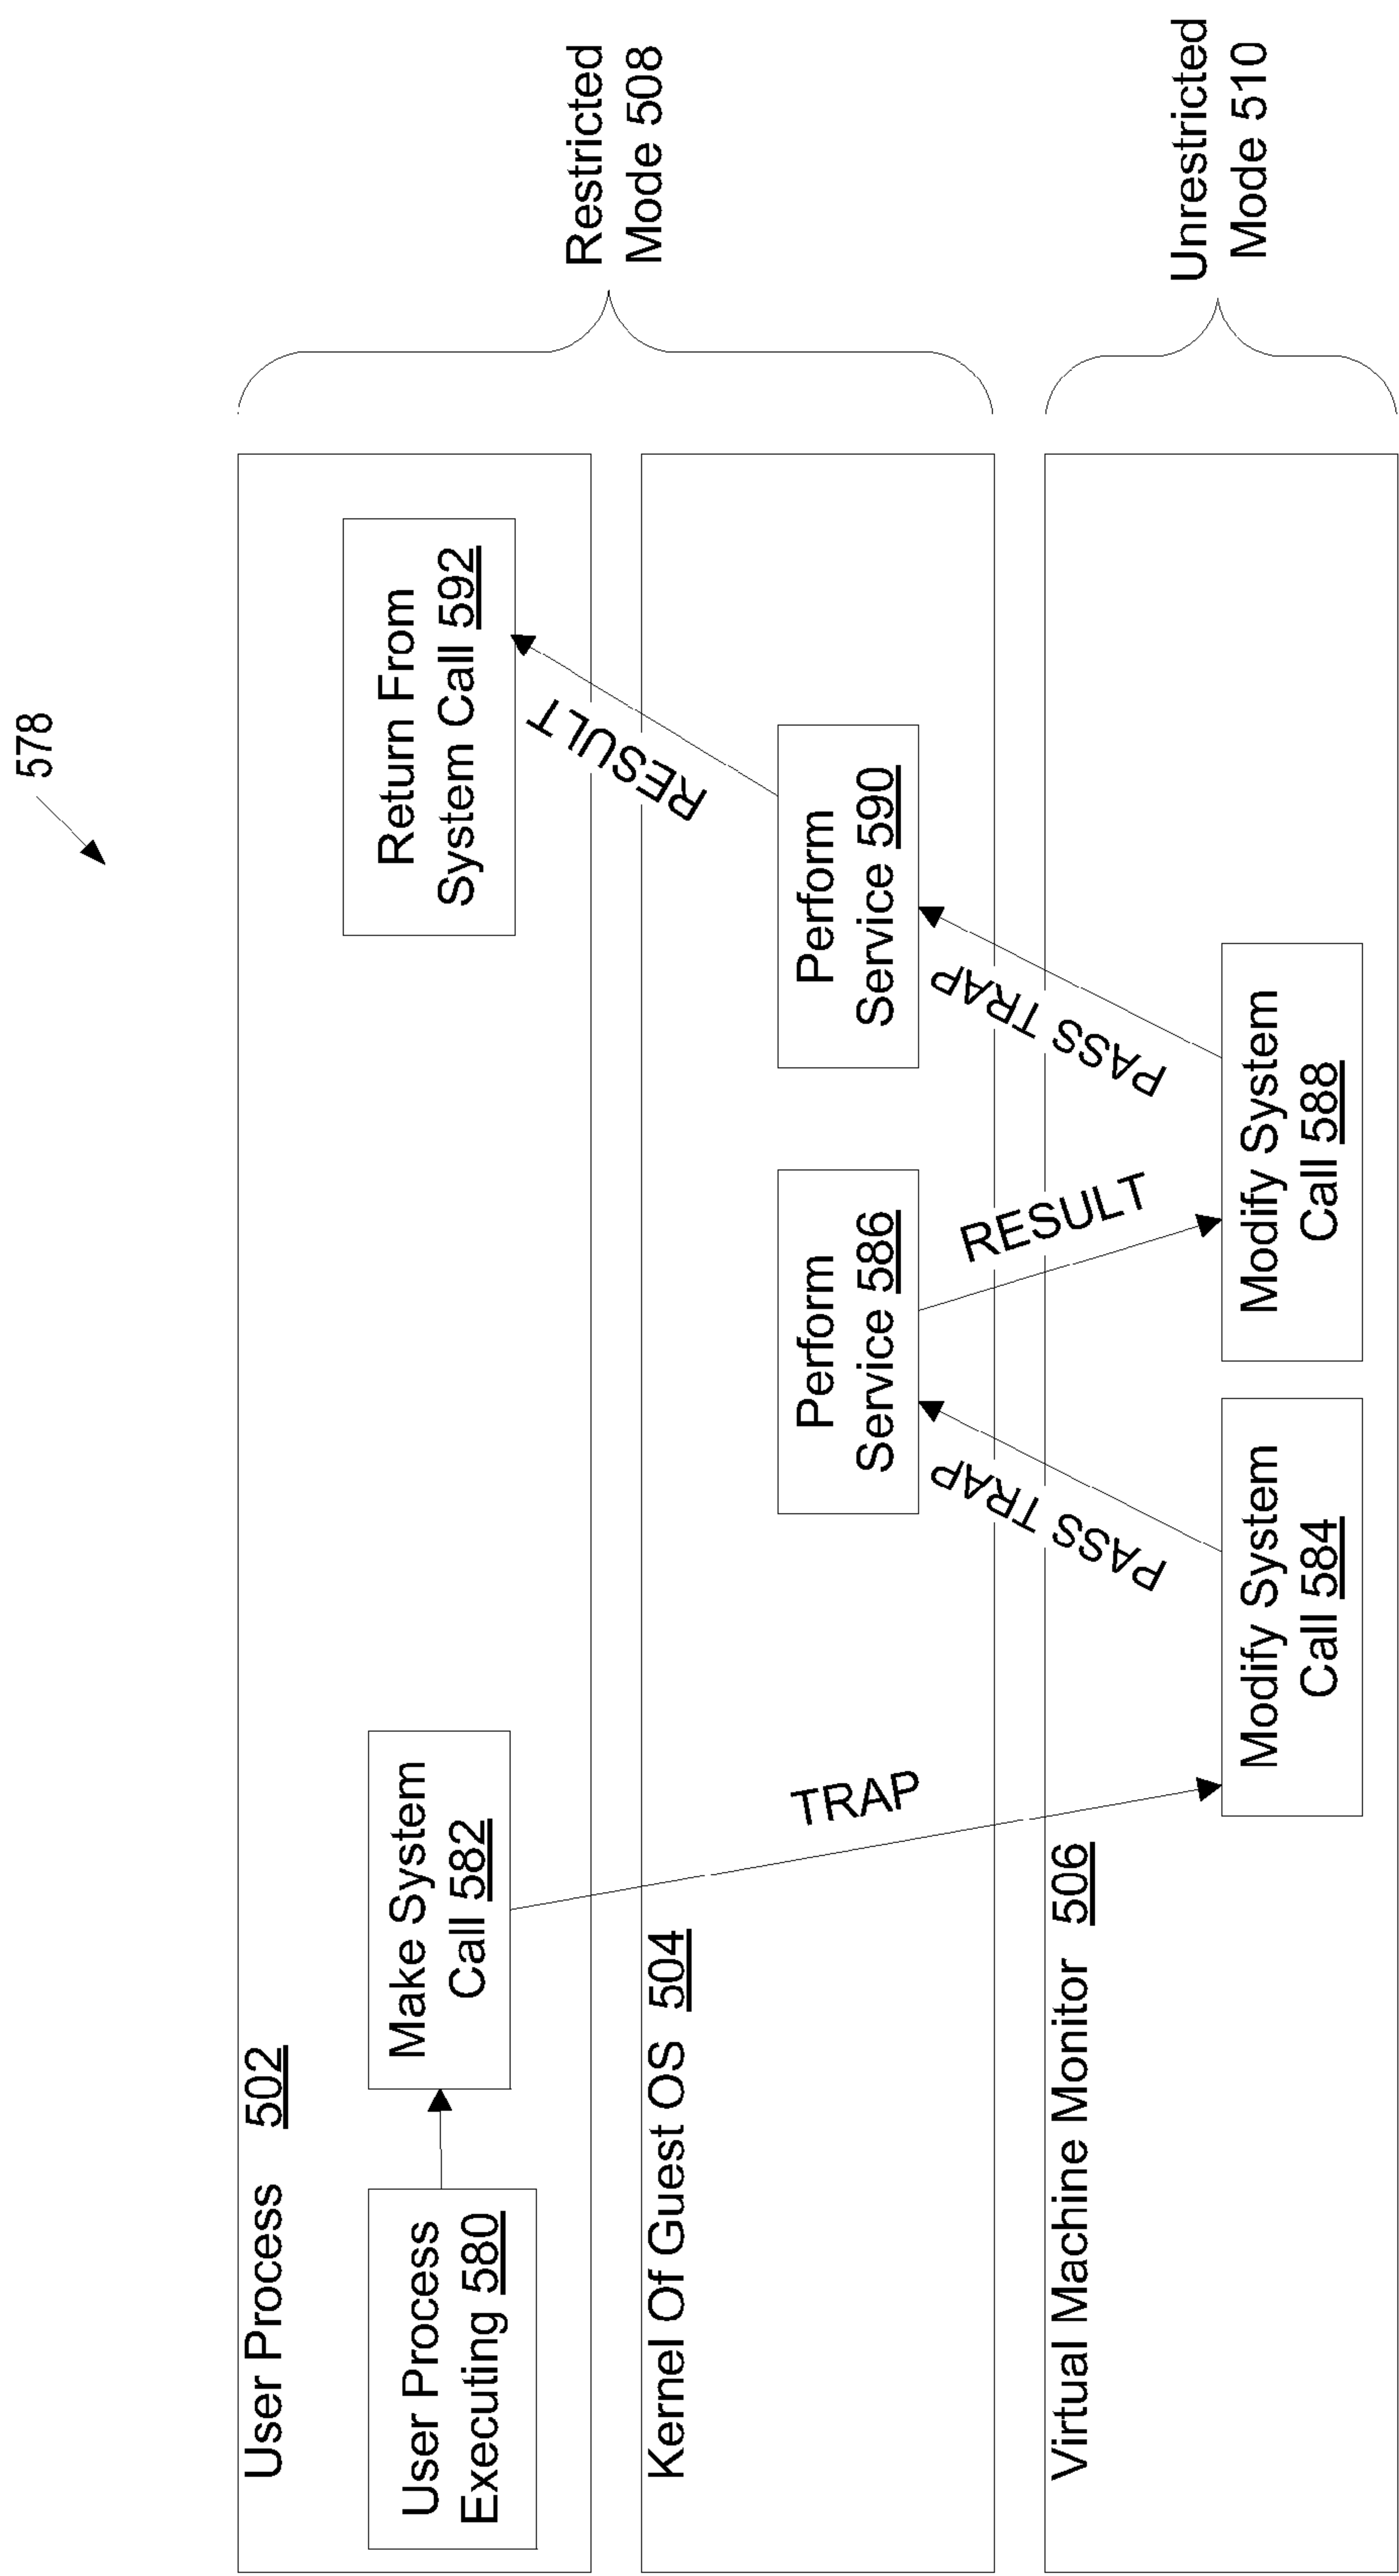 578
User Process 502
User Process
Executing 580
Make System
Call 582
Return From
System Call 592
Restricted
Mode 508
Kernel Of Guest OS 504
TRAP
Perform
Service 586
Perform
Service 590
RESULT
RESULT
PASS TRAP
PASS TRAP
Virtual Machine Monitor 506
Modify System
Call 584
Modify System
Call 588
Unrestricted
Mode 510